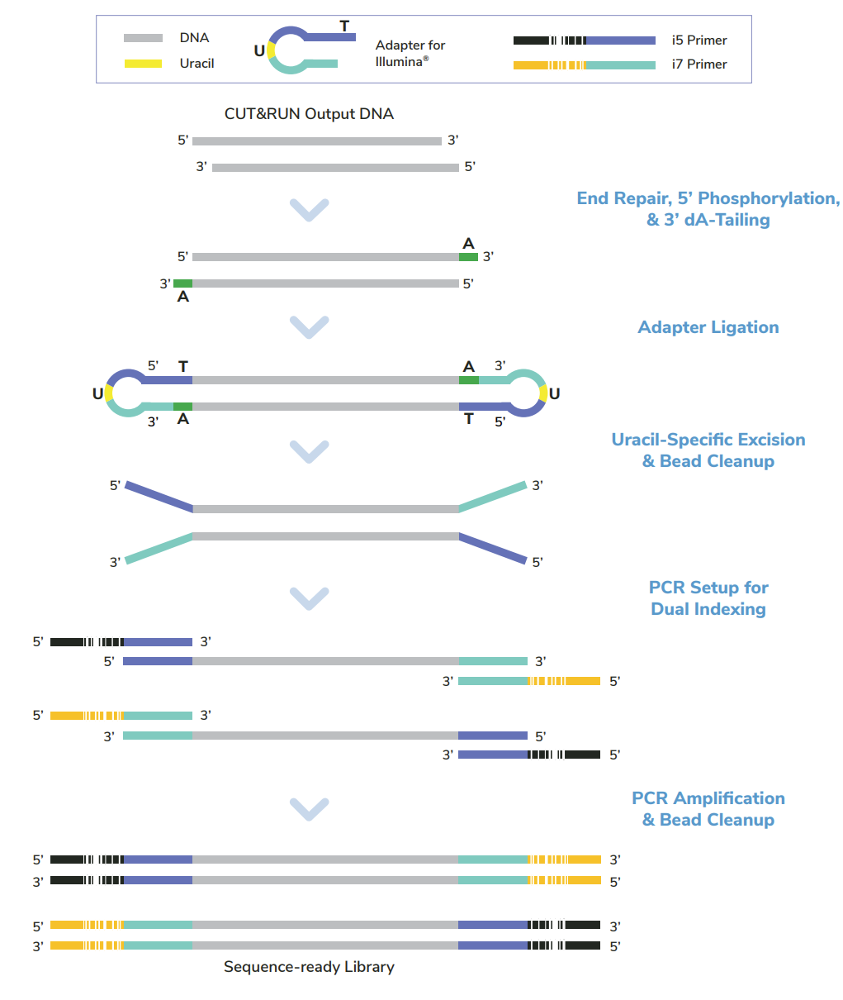 DNA
Uracil
T
U
Adapter for
Illumina®
i5 Primer
i7 Primer
CUT&RUN Output DNA
5’ 3’
3’ 5’
End Repair, 5’ Phosphorylation,
& 3’ dA-Tailing
A
5’ 3’
3’ 5’
A
Adapter Ligation
5’ T A 3’
U U
3’ A T 5’
Uracil-Specific Excision
& Bead Cleanup
5’ 3’
3’ 5’
PCR Setup for
Dual Indexing
5’ 3’
5’ 3’
3’ 5’
5’ 3’
3’ 5’
3’ 5’
PCR Amplification
& Bead Cleanup
5’ 3’
3’ 5’
5’ 3’
3’ 5’
Sequence-ready Library